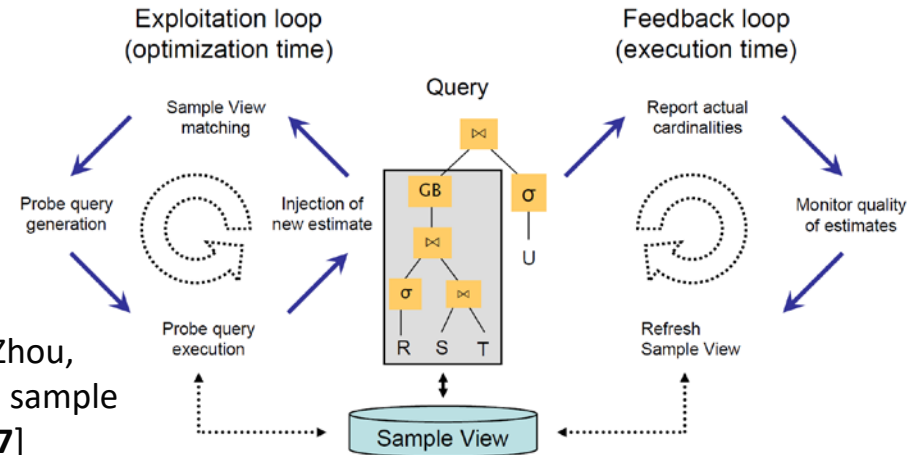 Exploitation loop
(optimization time)
Feedback loop
(execution time)
Query
Sample View
matching
Report actual
cardinalities
⋈
GB
σ
Probe query
generation
Injection of
new estimate
Monitor quality
of estimates
⋈
U
σ
⋈
Probe query
execution
R S T
Refresh
Sample View
Zhou,
sample
7]
Sample View